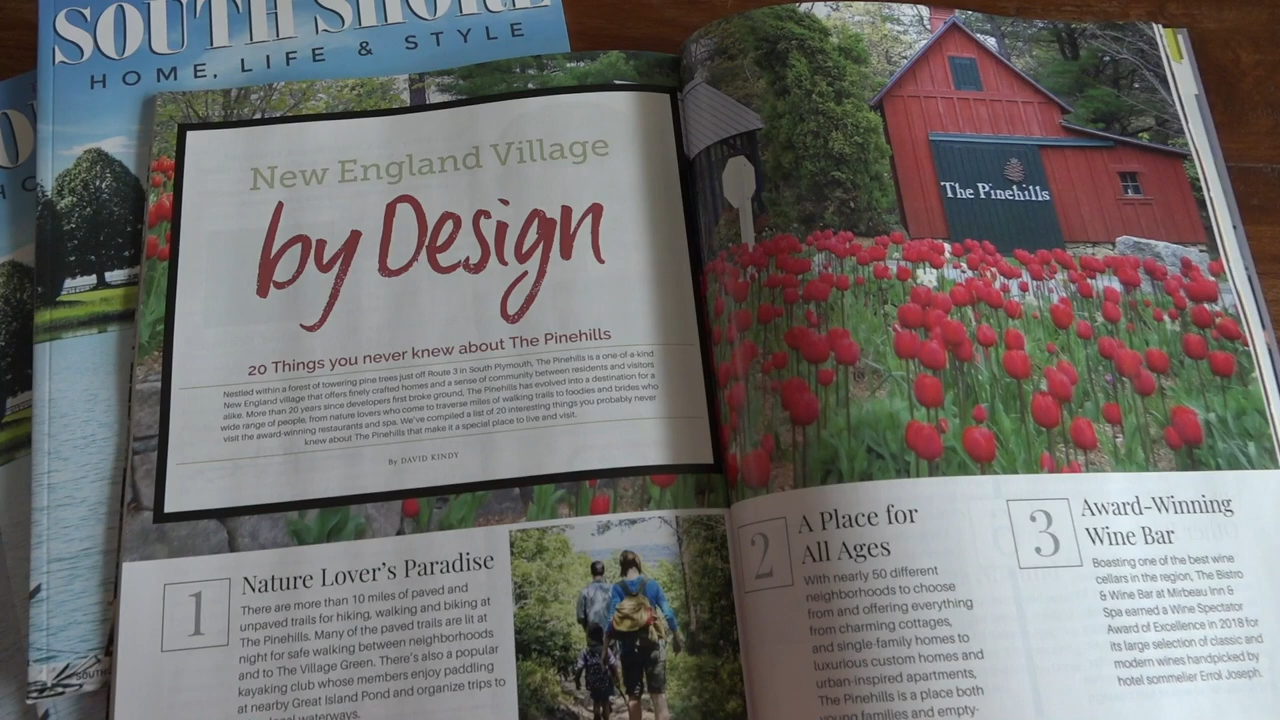 SOUTH SHORE
HOME, LIFE & STYLE
New England Village
by Design
20 Things you never knew about The Pinehills
Nestled within a forest of towering pine trees just off Route 3 in South Plymouth, The Pinehills is a one-of-a-kind
New England village that offers finely crafted homes and a sense of community between residents and visitors
alike. More than 20 years since developers first broke ground, The Pinehills has evolved into a destination for a
wide range of people, from nature lovers who come to traverse miles of walking trails to foodies and brides who
visit the award-winning restaurants and spa. We've compiled a list of 20 interesting things you probably never
knew about The Pinehills that make it a special place to live and visit.
By DAVID KINDY
The Pinehills
1
Nature Lover's Paradise
There are more than 10 miles of paved and
unpaved trails for hiking, walking and biking at
The Pinehills. Many of the paved trails are lit at
night for safe walking between neighborhoods
and to The Village Green. There's also a popular
kayaking club whose members enjoy paddling
at nearby Great Island Pond and organize trips to
waterways.
2
A Place for
All Ages
With nearly 50 different
neighborhoods to choose
from and offering everything
from charming cottages,
and single-family homes to
luxurious custom homes and
urban-inspired apartments,
The Pinehills is a place both
young families and empty-
3
Award-Winning
Wine Bar
Boasting one of the best wine
cellars in the region, The Bistro
& Wine Bar at Mirbeau Inn &
Spa earned a Wine Spectator
Award of Excellence in 2018 for
its large selection of classic and
modern wines handpicked by
hotel sommelier Errol Joseph.